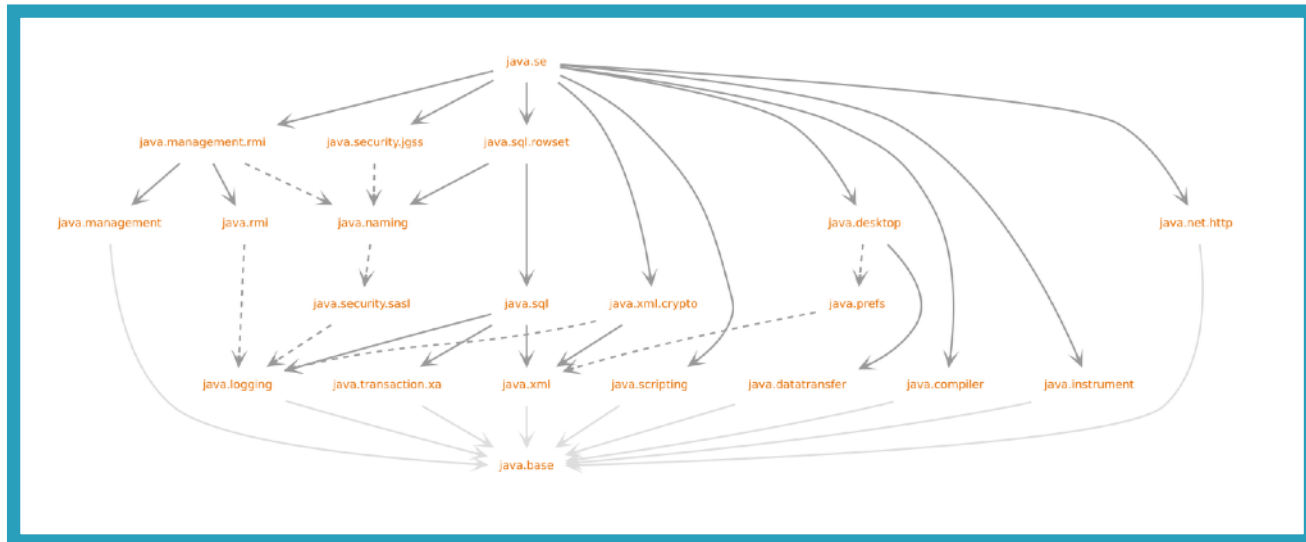 java.se
java.management.rmi java.security.jgss java.sql.rowset
java.management java.rmi java.naming java.desktop java.net.http
java.security.sasl java.sql java.xml.crypto java.prefs
java.logging java.transaction.xa java.xml java.scripting java.datatransfer java.compiler java.instrument
java.base